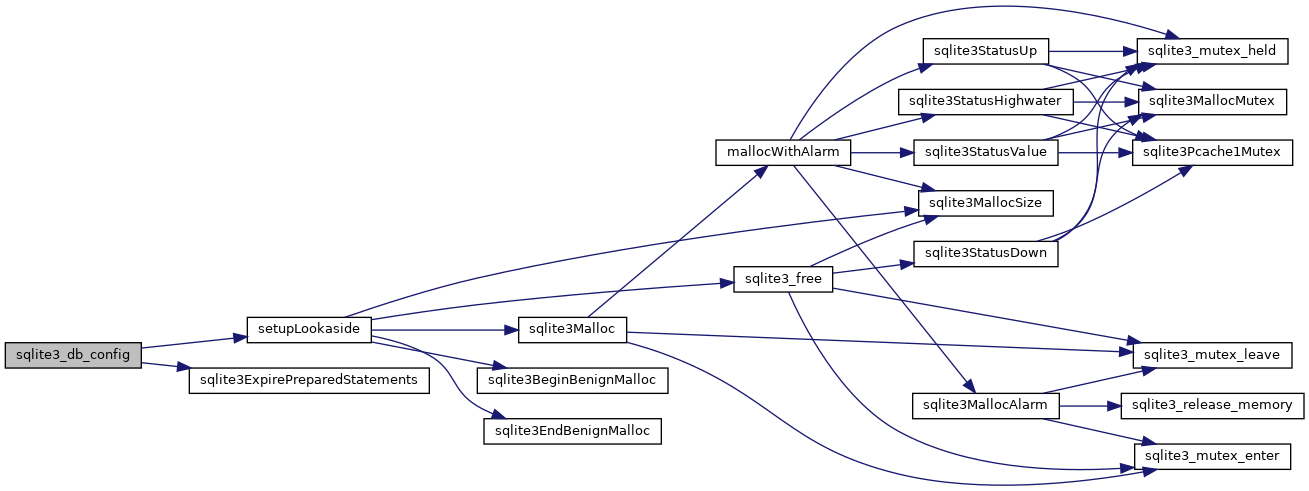 sqlite3_db_config
setupLookaside
sqlite3ExpirePreparedStatements
sqlite3Malloc
sqlite3BeginBenignMalloc
sqlite3EndBenignMalloc
mallocWithAlarm
sqlite3_free
sqlite3StatusUp
sqlite3StatusHighwater
sqlite3StatusValue
sqlite3MallocSize
sqlite3StatusDown
sqlite3MallocAlarm
sqlite3_mutex_held
sqlite3MallocMutex
sqlite3Pcache1Mutex
sqlite3_mutex_leave
sqlite3_release_memory
sqlite3_mutex_enter